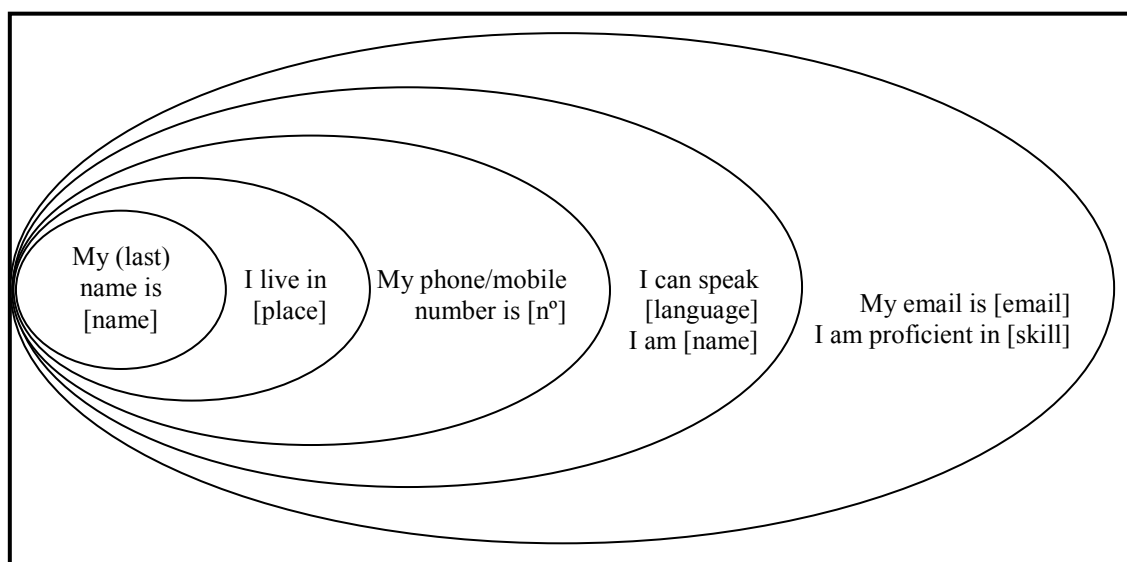 My (last)
name is
[name]
I live in
[place]
My phone/mobile
number is [nº]
I can speak
[language]
I am [name]
My email is [email]
I am proficient in [skill]